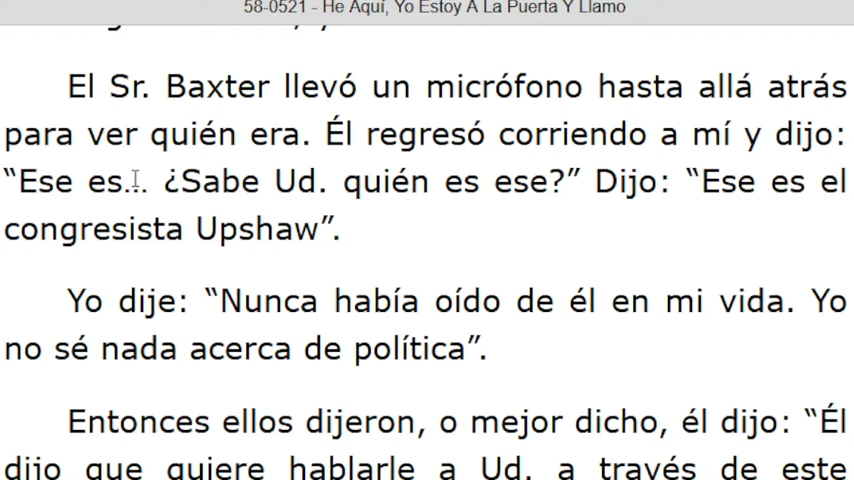 58-0521 - He Aquí, Yo Estoy A La Puerta Y Llamo
El Sr. Baxter llevó un micrófono hasta allá atrás
para ver quién era. Él regresó corriendo a mí y dijo:
“Ese es... ¿Sabe Ud. quién es ese?” Dijo: “Ese es el
congresista Upshaw”.
Yo dije: “Nunca había oído de él en mi vida. Yo
no sé nada acerca de política”.
Entonces ellos dijeron, o mejor dicho, él dijo: “Él
dijo que quiere hablarle a Ud. a través de este